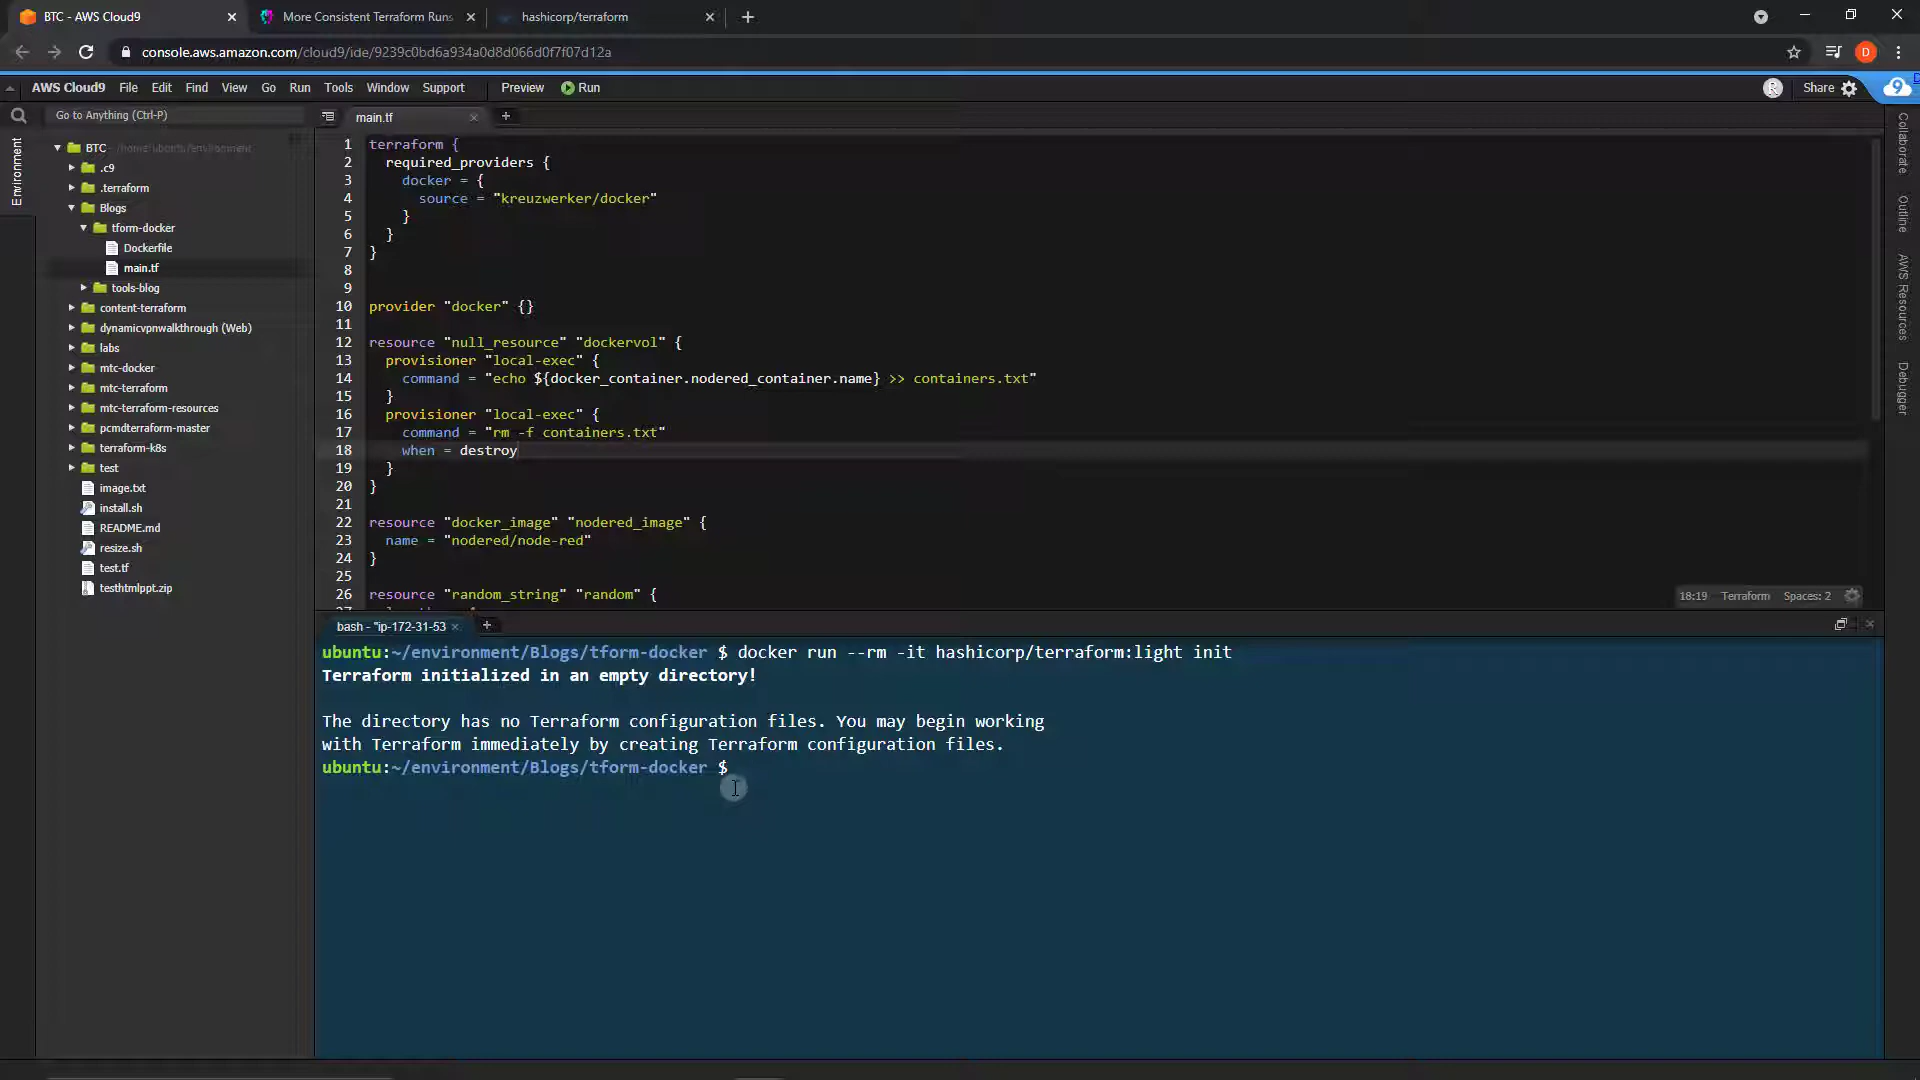 BTC - AWS Cloud9
More Consistent Terraform Runs
hashicorp/terraform
console.aws.amazon.com/cloud9/ide/9239c0bd6a934a0d8d066d0f7f07d12a
D
AWS Cloud9 File Edit Find View Go Run Tools Window Support Preview Run
R Share 9
Go to Anything (Ctrl-P)
main.tf
Environment
BTC - /home/ubuntu/environment
.c9
.terraform
Blogs
tform-docker
Dockerfile
main.tf
tools-blog
content-terraform
dynamicvpnwalkthrough (Web)
labs
mtc-docker
mtc-terraform
mtc-terraform-resources
pcmdterraform-master
terraform-k8s
test
image.txt
install.sh
README.md
resize.sh
test.tf
testhtmlppt.zip
1 terraform {
2 required_providers {
3 docker = {
4 source = "kreuzwerker/docker"
5 }
6 }
7 }
8
9
10 provider "docker" {}
11
12 resource "null_resource" "dockervol" {
13 provisioner "local-exec" {
14 command = "echo ${docker_container.nodered_container.name} >> containers.txt"
15 }
16 provisioner "local-exec" {
17 command = "rm -f containers.txt"
18 when = destroy
19 }
20 }
21
22 resource "docker_image" "nodered_image" {
23 name = "nodered/node-red"
24 }
25
26 resource "random_string" "random" {
18:19 Terraform Spaces: 2
Collaborate
Outline
AWS Resources
Debugger
bash - "ip-172-31-53
ubuntu:~/environment/Blogs/tform-docker $ docker run --rm -it hashicorp/terraform:light init
Terraform initialized in an empty directory!
The directory has no Terraform configuration files. You may begin working
with Terraform immediately by creating Terraform configuration files.
ubuntu:~/environment/Blogs/tform-docker $